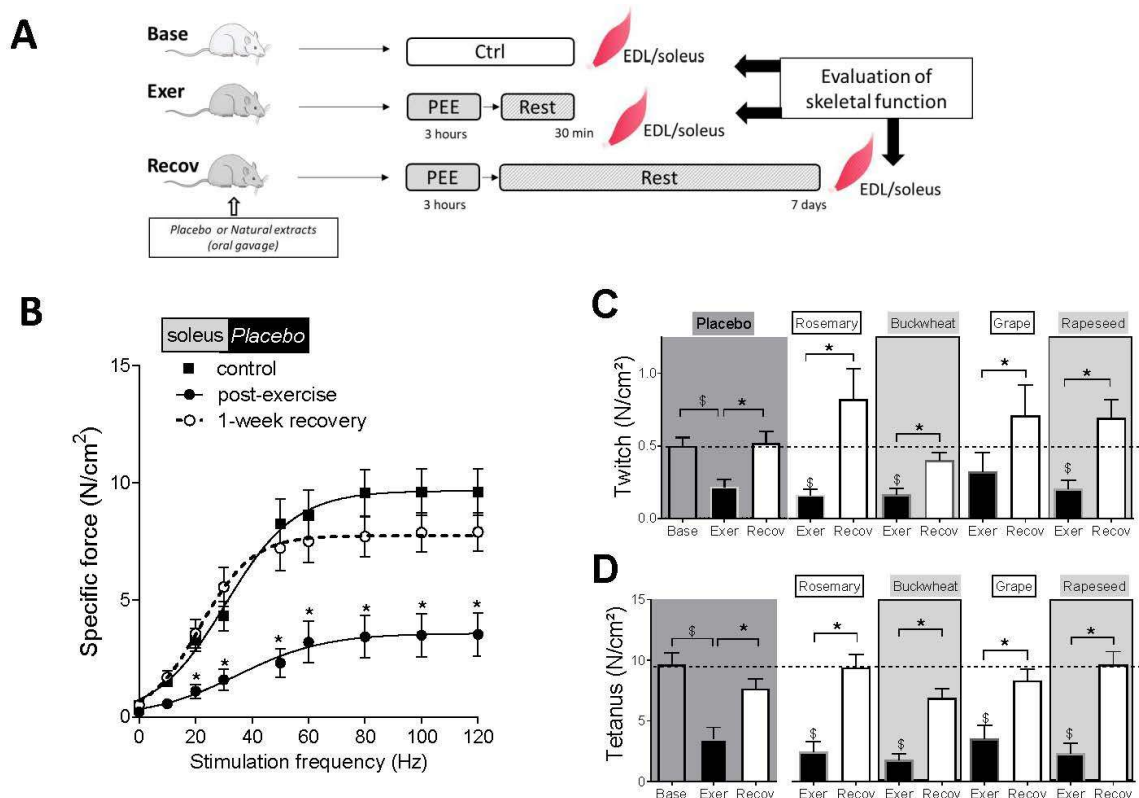 A
Base
Ctrl
EDL/soleus
Evaluation of
skeletal function
Exer
PEE
Rest
3 hours
30 min
EDL/soleus
Recov
PEE
Rest
3 hours
7 days
EDL/soleus
Placebo or Natural extracts
(oral gavage)
B
soleus Placebo
control
post-exercise
1-week recovery
Specific force (N/cm²)
15
10
5
0
* * * * * * *
0 20 40 60 80 100 120
Stimulation frequency (Hz)
C
Placebo Rosemary Buckwheat Grape Rapeseed
Twitch (N/cm²)
1.0
0.5
0.0
$ * * * * *
$ $ $
Base Exer Recov Exer Recov Exer Recov Exer Recov Exer Recov
D
Rosemary Buckwheat Grape Rapeseed
Tetanus (N/cm²)
15
10
5
0
$ * * * * *
$ $ $ $
Base Exer Recov Exer Recov Exer Recov Exer Recov Exer Recov